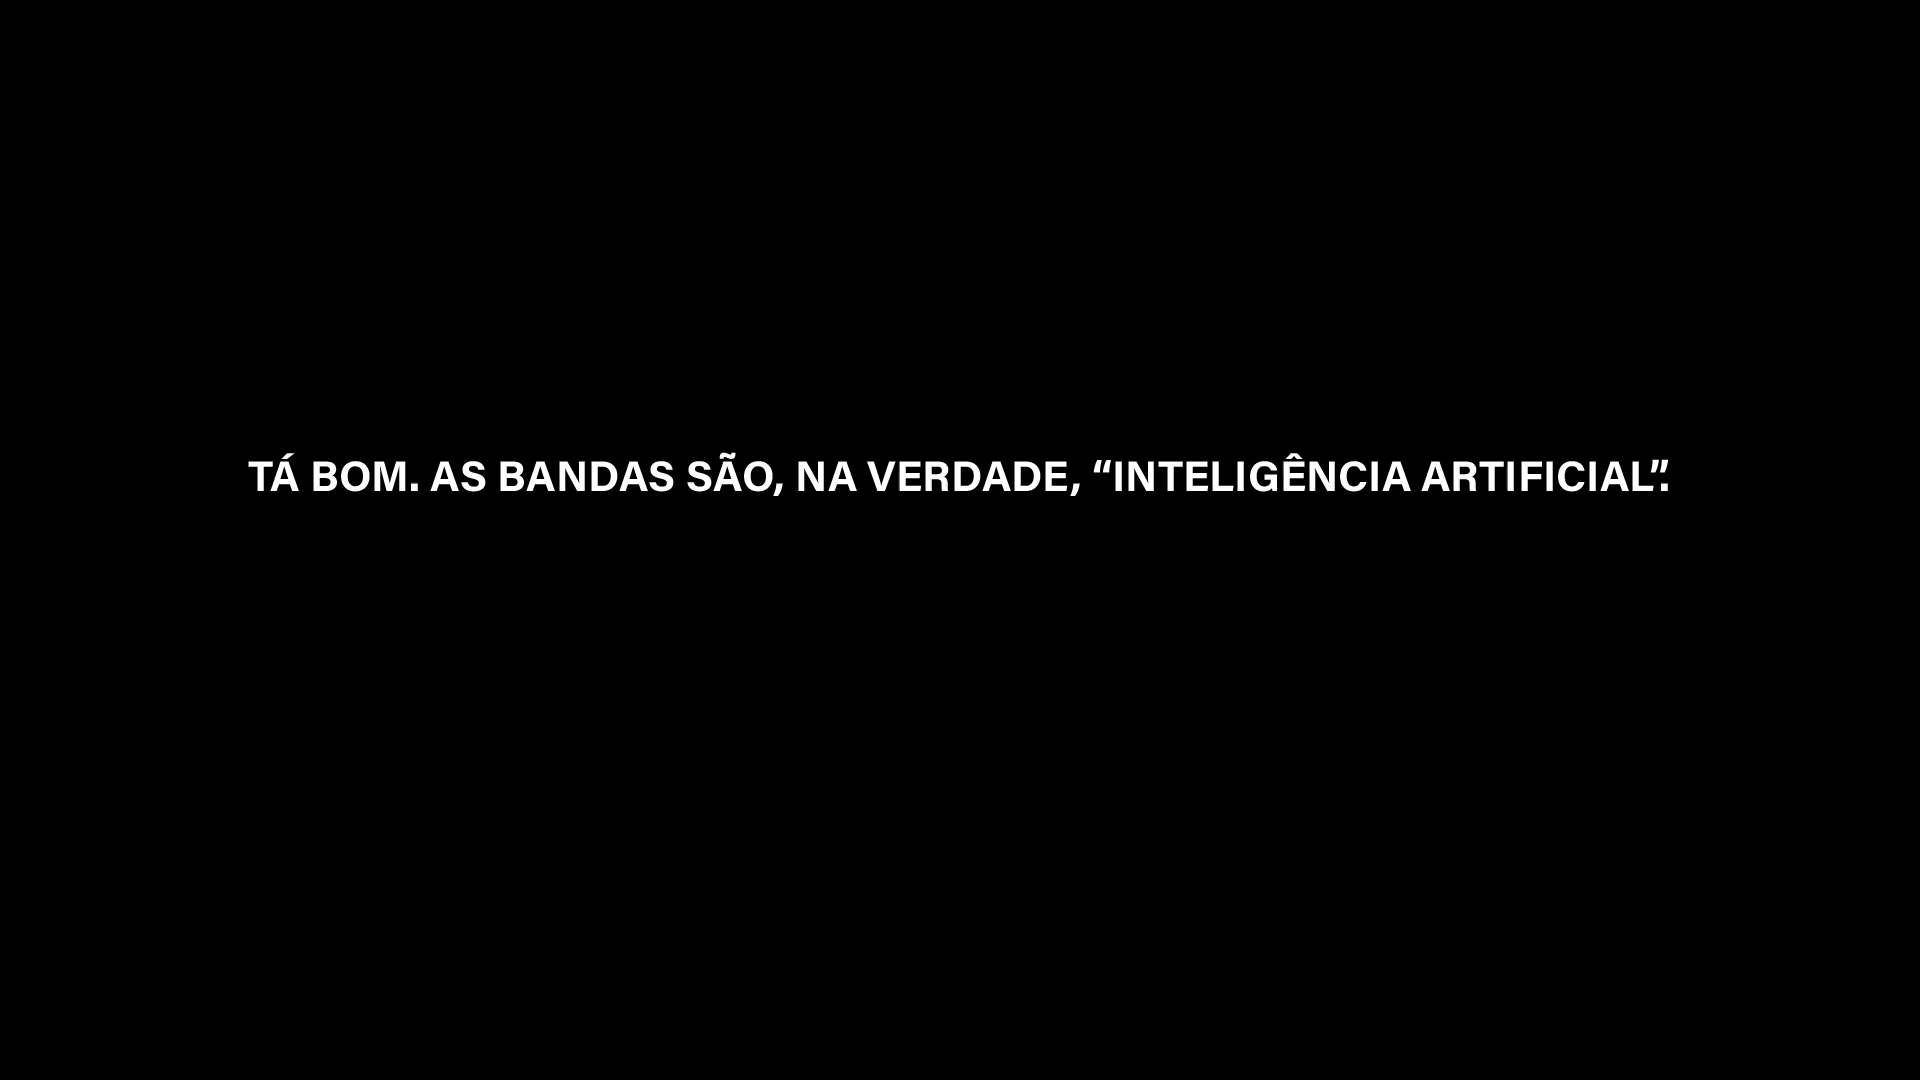 TÁ BOM. AS BANDAS SÃO, NA VERDADE, “INTELIGÊNCIA ARTIFICIAL”.